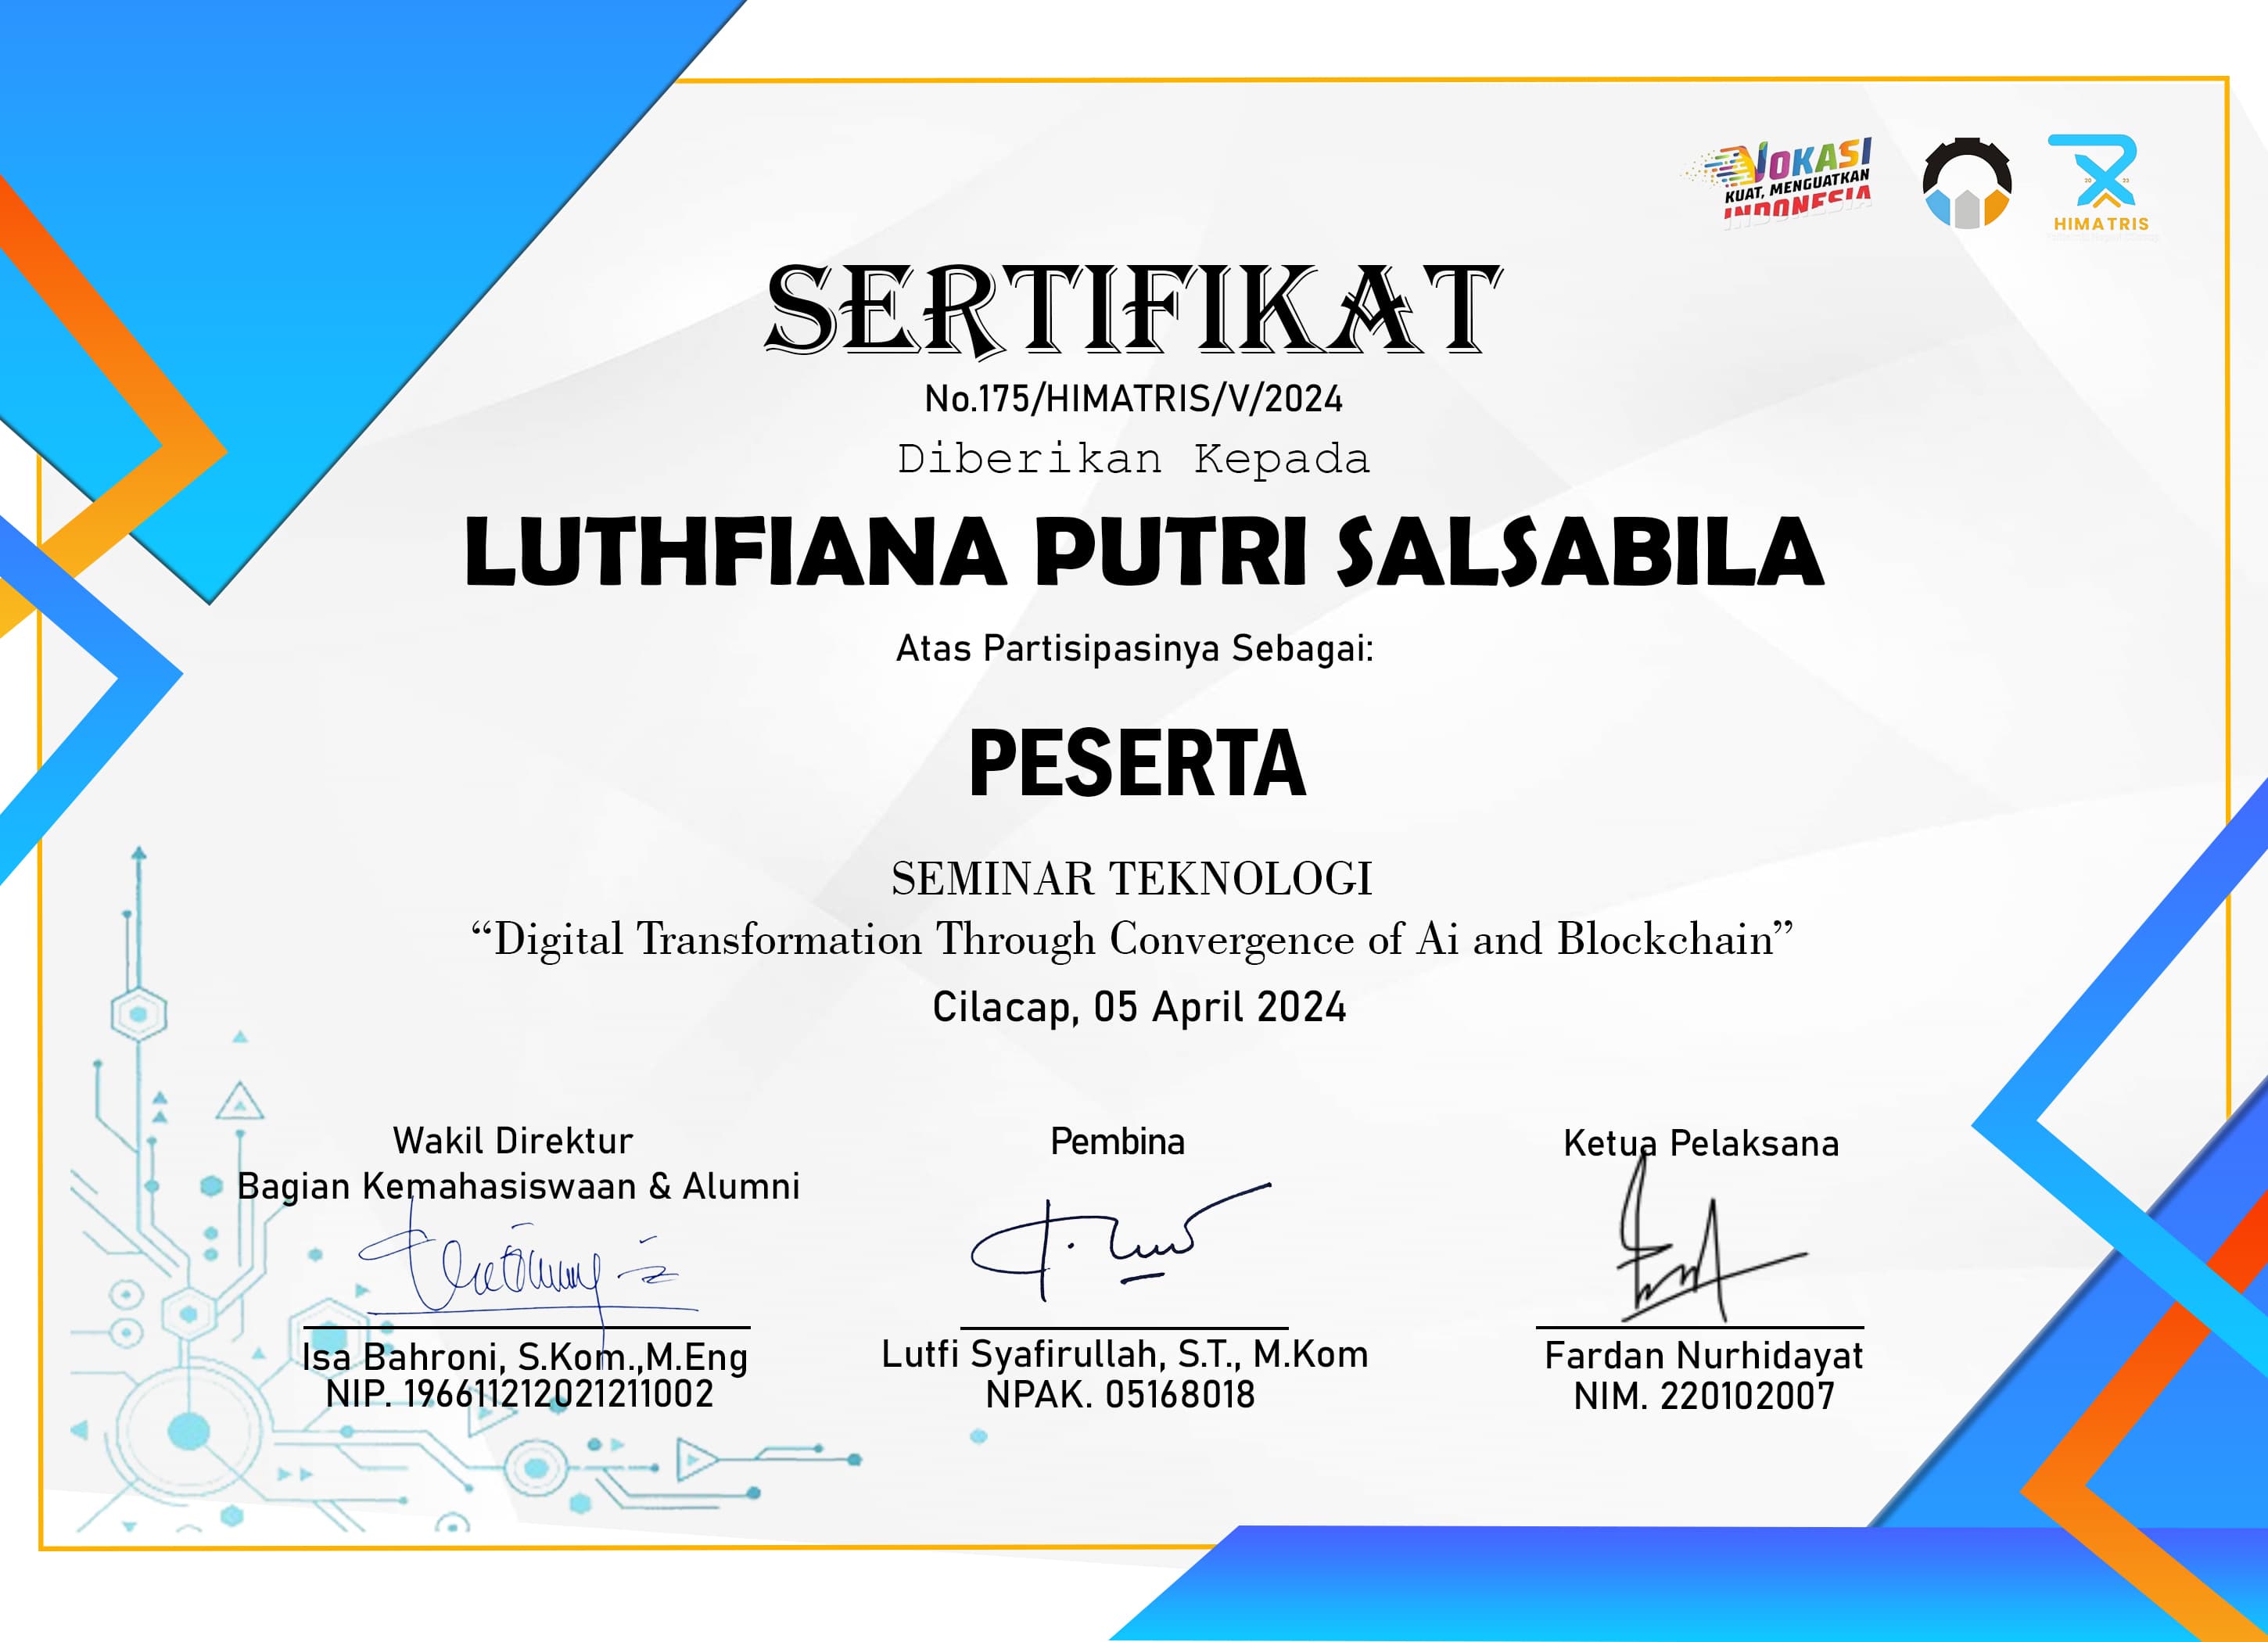 VOKASI
KUAT, MENGUATKAN
INDONESIA
HIMATRIS
SERTIFIKAT
No.175/HIMATRIS/V/2024
Diberikan Kepada
LUTHFIANA PUTRI SALSABILA
Atas Partisipasinya Sebagai:
PESERTA
SEMINAR TEKNOLOGI
“Digital Transformation Through Convergence of Ai and Blockchain”
Cilacap, 05 April 2024
Wakil Direktur
Bagian Kemahasiswaan & Alumni
Isa Bahroni, S.Kom.,M.Eng
NIP. 196611212021211002
Pembina
Lutfi Syafirullah, S.T., M.Kom
NPAK. 05168018
Ketua Pelaksana
Fardan Nurhidayat
NIM. 220102007